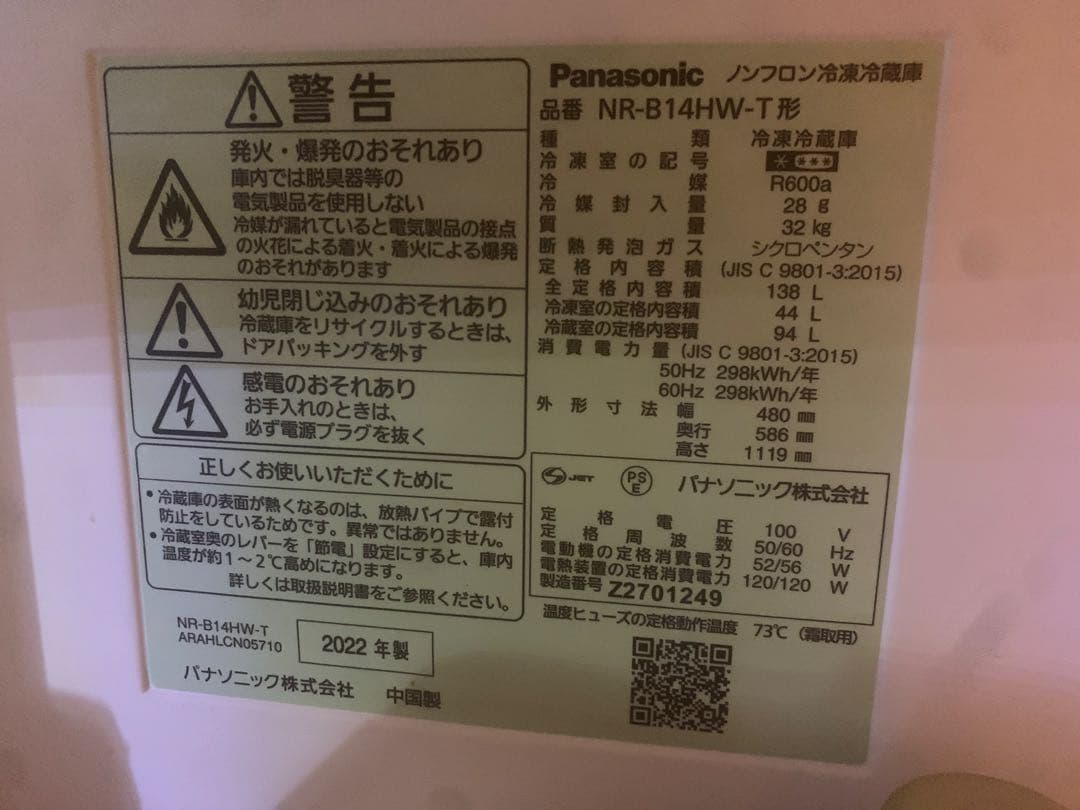 警告
発火・爆発のおそれあり
庫内では脱臭器等の
電気製品を使用しない
冷媒が漏れていると電気製品の接点
の火花による着火・着火による爆発
のおそれがあります
幼児閉じ込みのおそれあり
冷蔵庫をリサイクルするときは、
ドアパッキングを外す
感電のおそれあり
お手入れのときは、
必ず電源プラグを抜く
正しくお使いいただくために
・冷蔵庫の表面が熱くなるのは、放熱パイプで露付
防止をしているためです。異常ではありません。
・冷蔵室奥のレバーを「節電」設定にすると、庫内
温度が約1～2℃高めになります。
詳しくは取扱説明書をご参照ください。
NR-B14HW-T
ARAHLCN05710
2022 年製
パナソニック株式会社 中国製
Panasonic ノンフロン冷凍冷蔵庫
品番 NR-B14HW-T形
種類 冷凍冷蔵庫
冷凍室の記号 * ***
冷媒 R600a
冷媒封入量 28 g
質量 32 kg
断熱発泡ガス シクロペンタン
定格内容積 (JIS C 9801-3:2015)
全定格内容積 138 L
冷凍室の定格内容積 44 L
冷蔵室の定格内容積 94 L
消費電力量 (JIS C 9801-3:2015)
50Hz 298kWh/年
60Hz 298kWh/年
外形寸法 幅 480 mm
奥行 586 mm
高さ 1119 mm
JET PS E パナソニック株式会社
定格電圧 100 V
定格周波数 50/60 Hz
電動機の定格消費電力 52/56 W
電熱装置の定格消費電力 120/120 W
製造番号 Z2701249
温度ヒューズの定格動作温度 73℃ (霜取用)